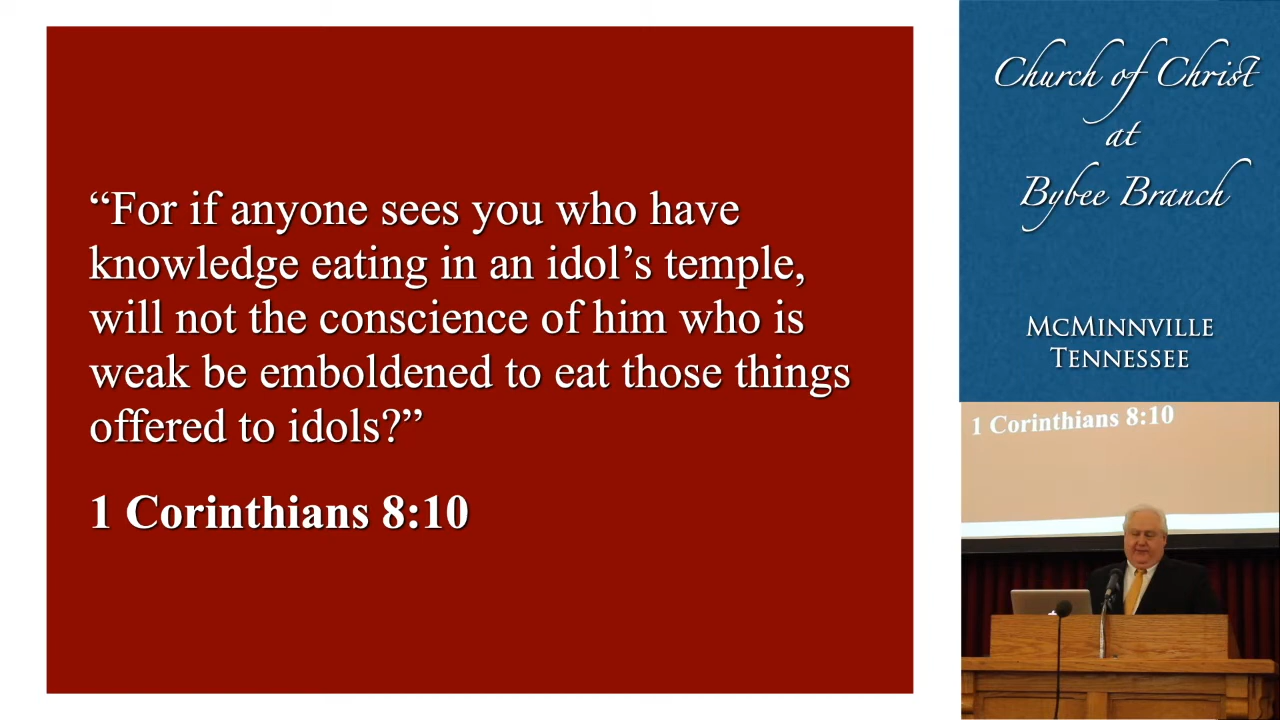 “For if anyone sees you who have
knowledge eating in an idol’s temple,
will not the conscience of him who is
weak be emboldened to eat those things
offered to idols?”
1 Corinthians 8:10
Church of Christ
at
Bybee Branch
McMinnville
Tennessee
1 Corinthians 8:10